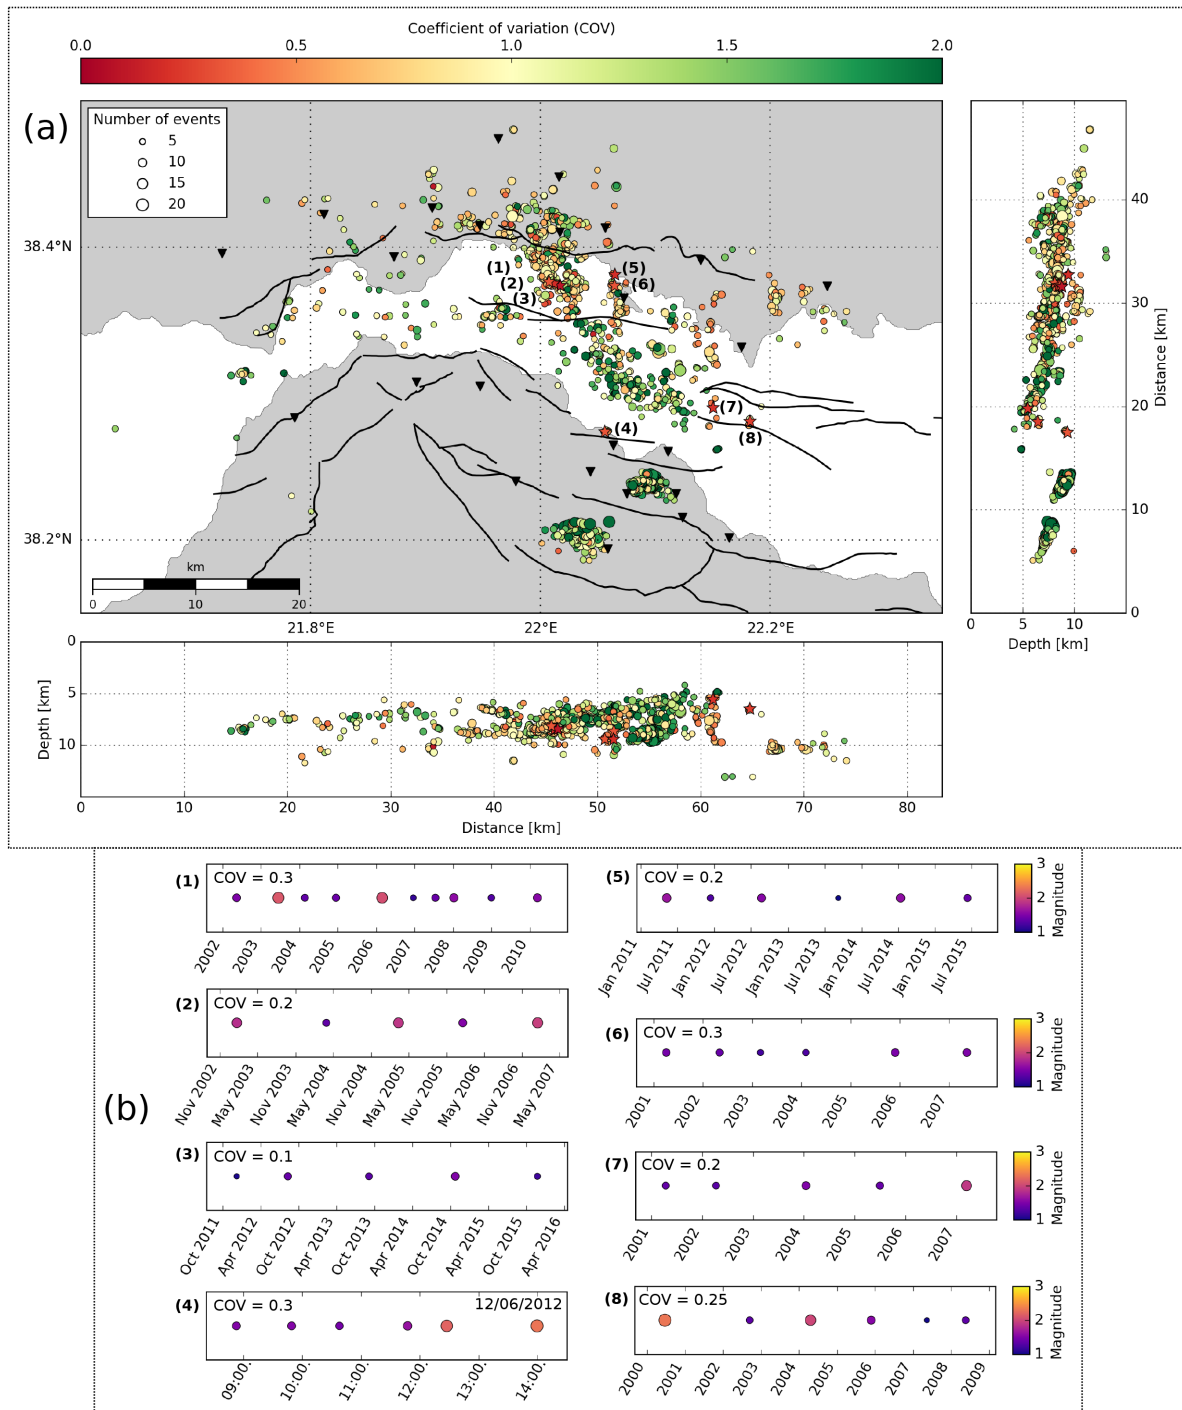 Coefficient of variation (COV)
0.0 0.5 1.0 1.5 2.0
(a)
Number of events
5
10
15
20
38.4°N
38.2°N
(1)
(2)
(3)
(5)
(6)
(7)
(4)
(8)
km
0 10 20
21.8°E 22°E 22.2°E
40
30
20
10
0
Distance [km]
0 5 10
Depth [km]
0
5
10
Depth [km]
0 10 20 30 40 50 60 70 80
Distance [km]
(b)
(1) COV = 0.3
2002 2003 2004 2005 2006 2007 2008 2009 2010
(2) COV = 0.2
Nov 2002 May 2003 Nov 2003 May 2004 Nov 2004 May 2005 Nov 2005 May 2006 Nov 2006 May 2007
(3) COV = 0.1
Oct 2011 Apr 2012 Oct 2012 Apr 2013 Oct 2013 Apr 2014 Oct 2014 Apr 2015 Oct 2015 Apr 2016
(4) COV = 0.3 12/06/2012
09:00. 10:00. 11:00. 12:00. 13:00. 14:00.
(5) COV = 0.2
Jan 2011 Jul 2011 Jan 2012 Jul 2012 Jan 2013 Jul 2013 Jan 2014 Jul 2014 Jan 2015 Jul 2015
3
2
1
Magnitude
(6) COV = 0.3
2001 2002 2003 2004 2005 2006 2007
3
2
1
Magnitude
(7) COV = 0.2
2001 2002 2003 2004 2005 2006 2007
3
2
1
Magnitude
(8) COV = 0.25
2000 2001 2002 2003 2004 2005 2006 2007 2008 2009
3
2
1
Magnitude